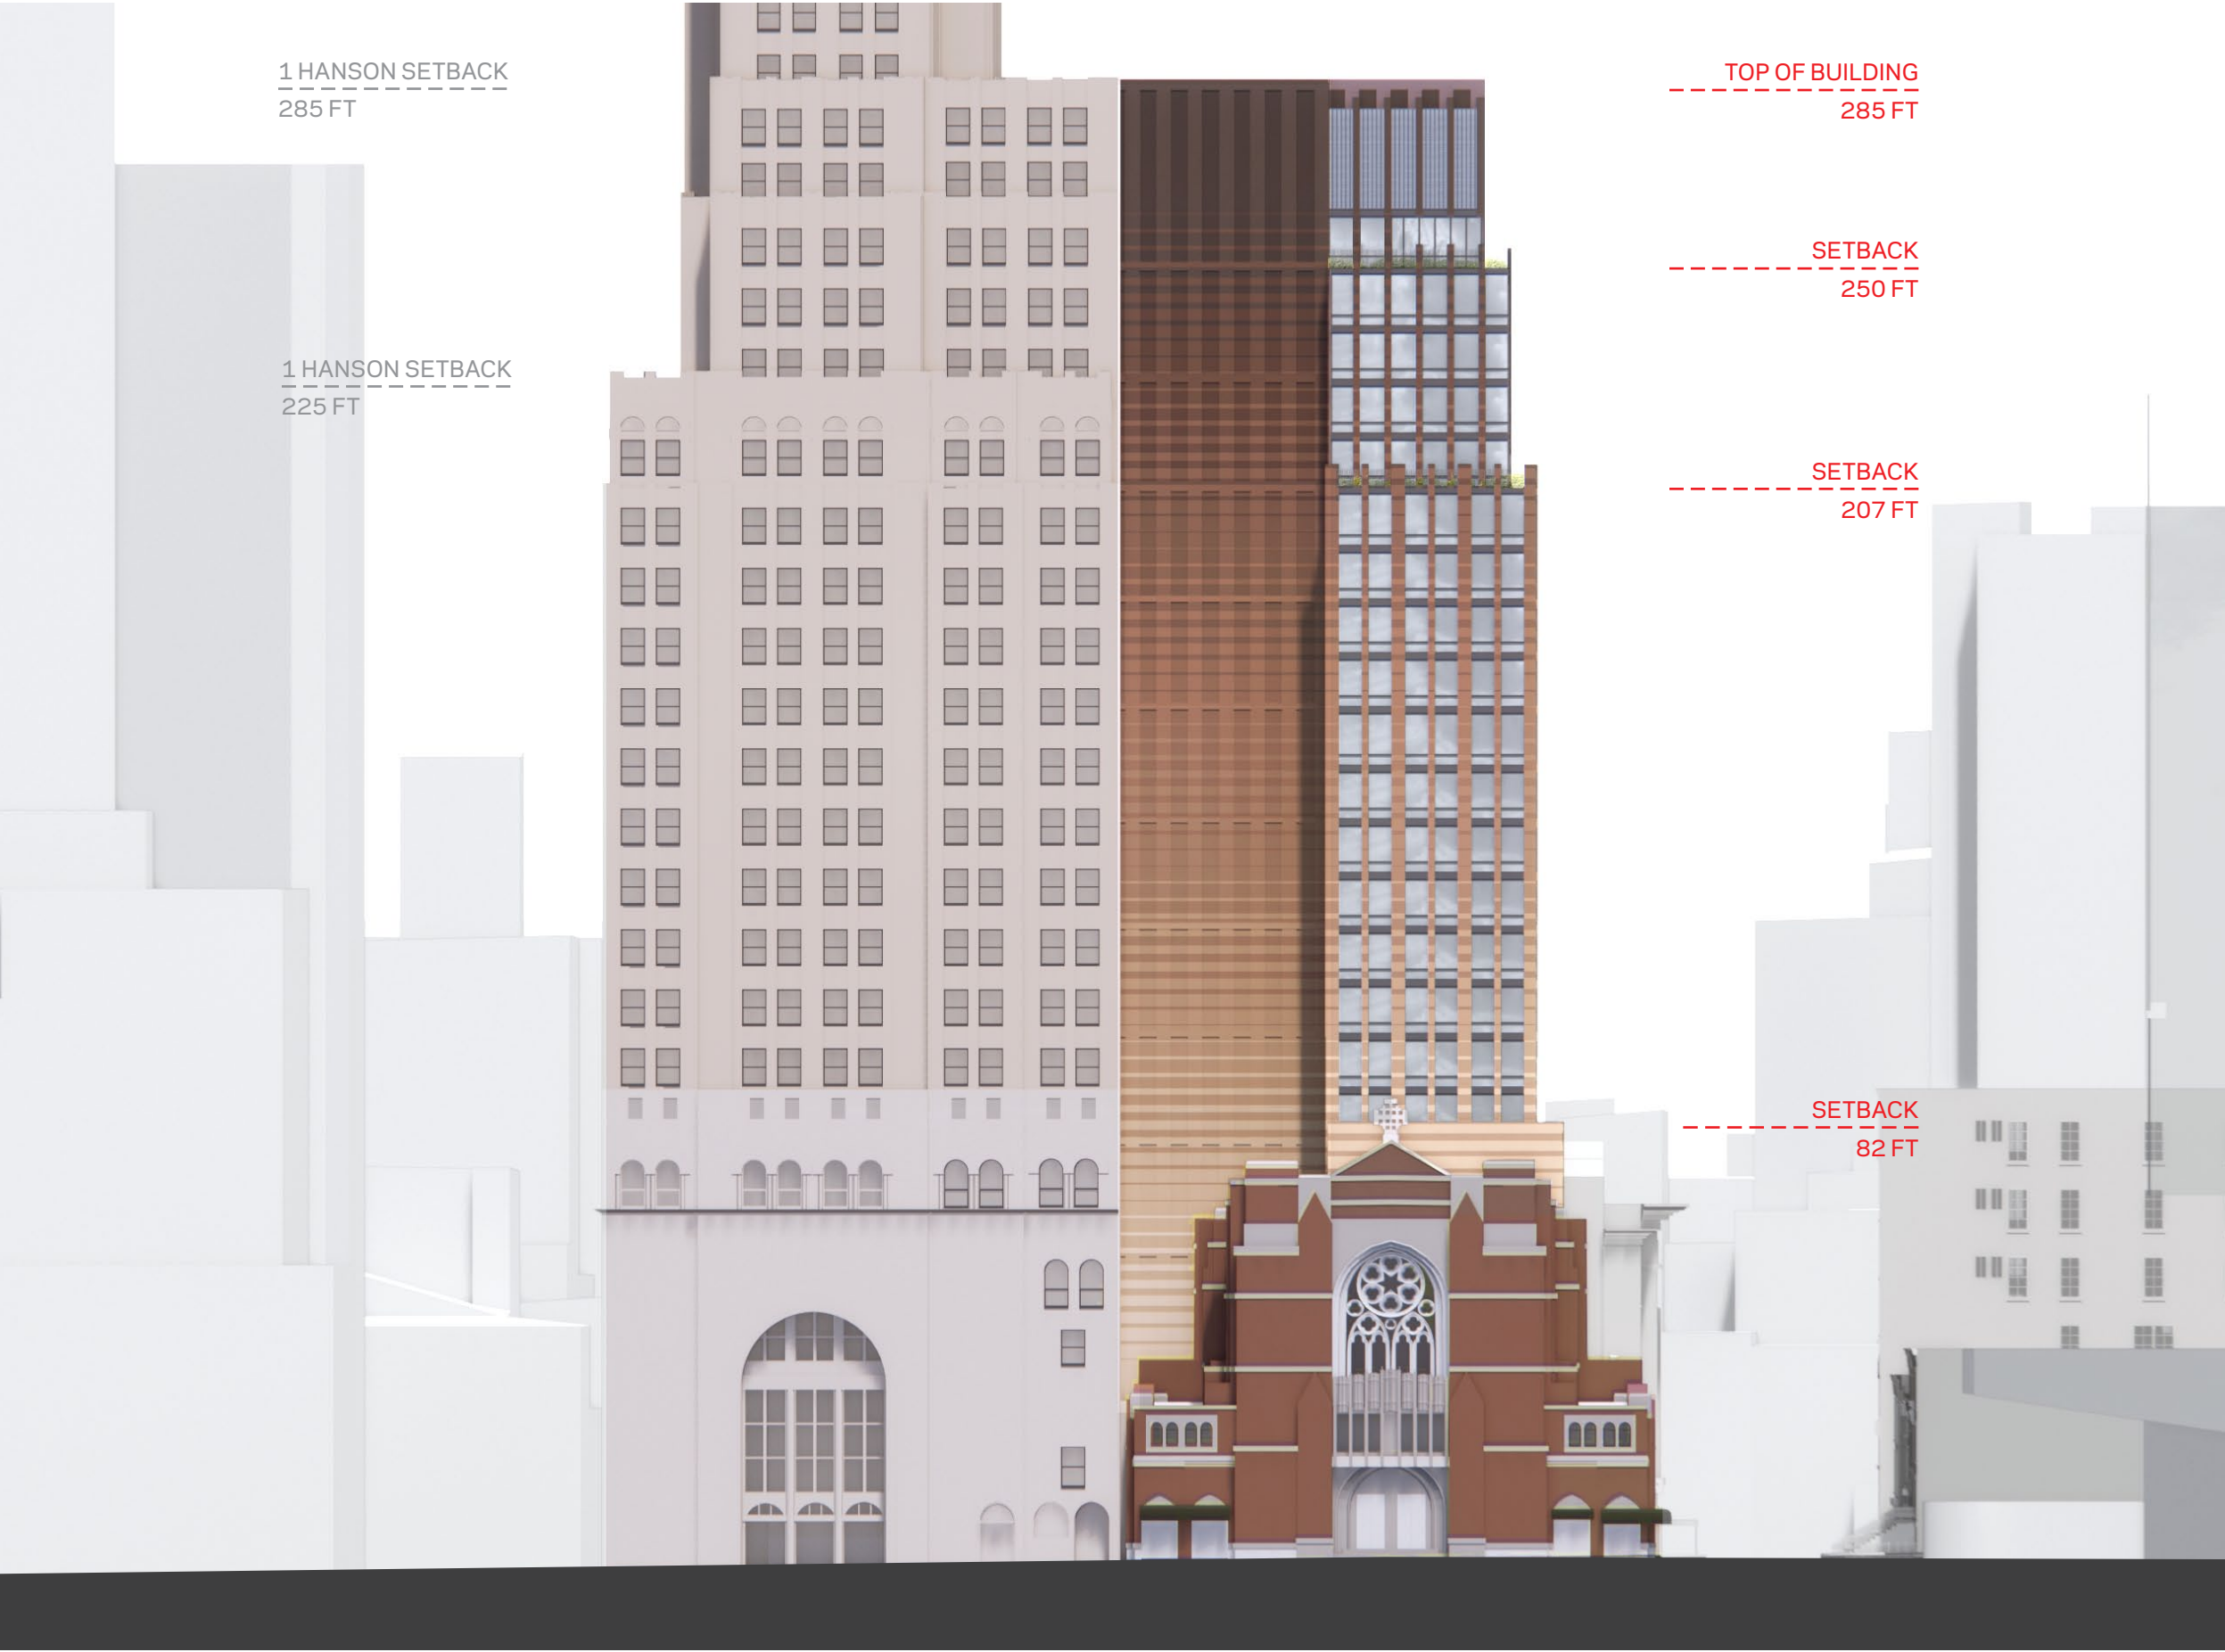 1 HANSON SETBACK
285 FT
TOP OF BUILDING
285 FT
SETBACK
250 FT
1 HANSON SETBACK
225 FT
SETBACK
207 FT
SETBACK
82 FT